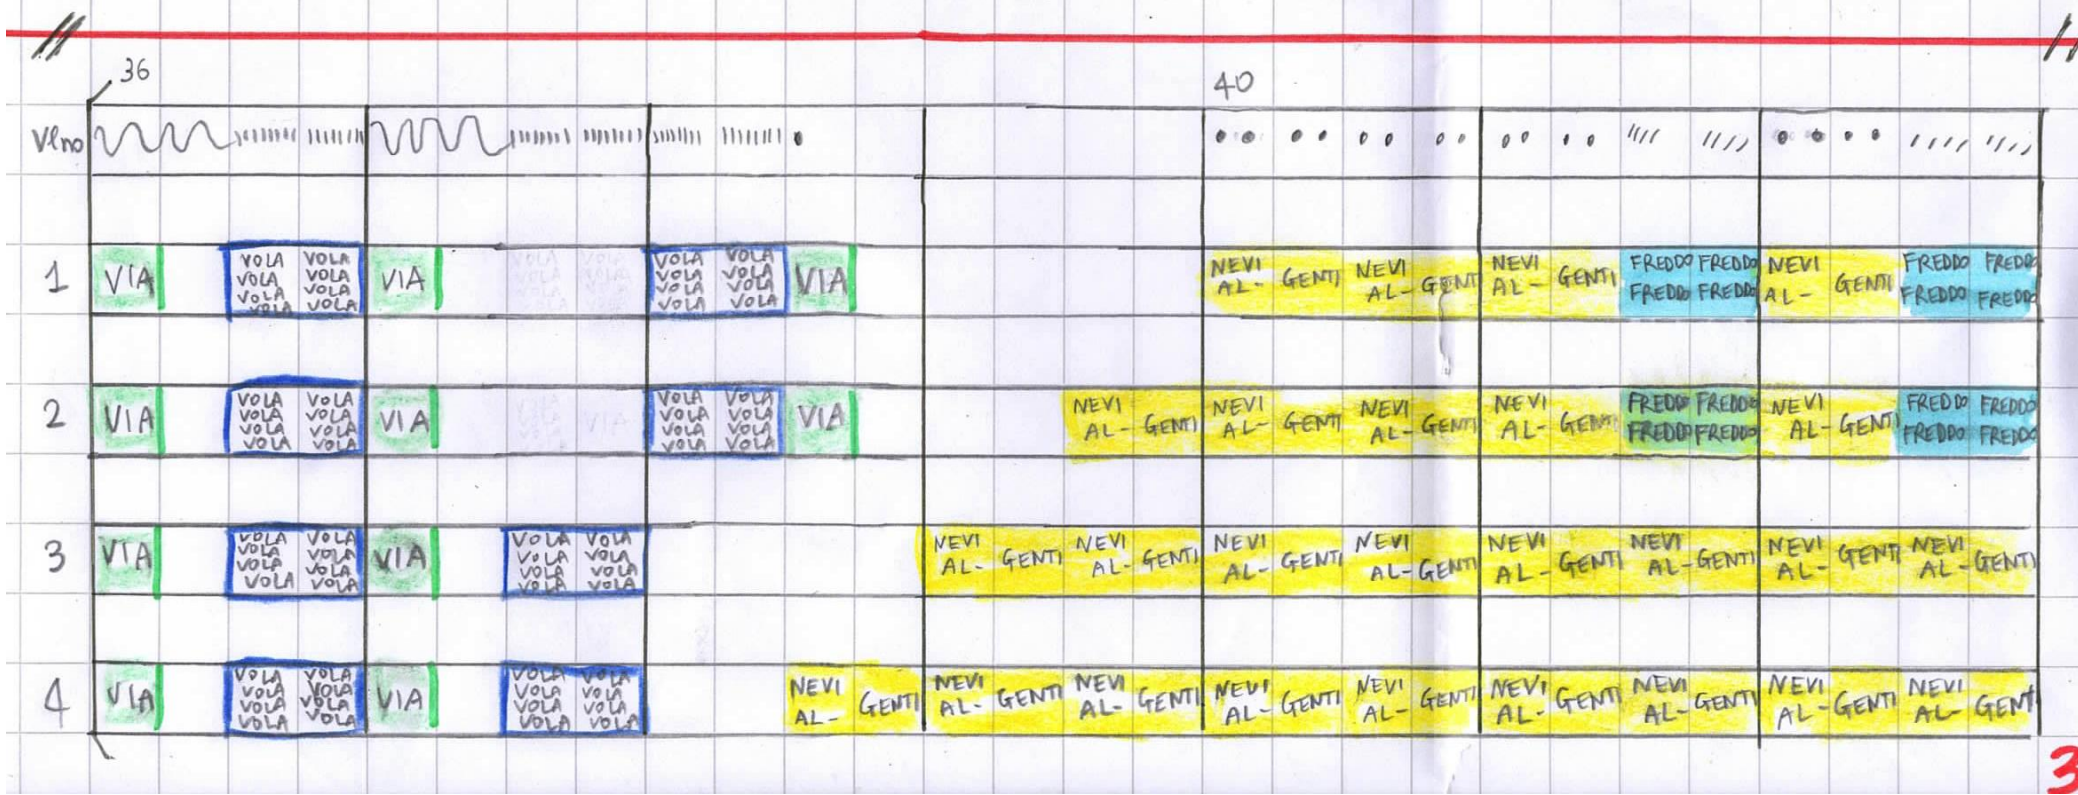 36
40
Vlno
1 VIA VOLA VOLA VOLA VOLA VOLA VOLA VOLA VOLA VIA VOLA VOLA VOLA VOLA VOLA VOLA VOLA VOLA VIA NEVI AL- GENTI NEVI AL- GENTI NEVI AL- GENTI FREDDO FREDDO FREDDO FREDDO NEVI AL- GENTI FREDDO FREDDO FREDDO FREDDO
2 VIA VOLA VOLA VOLA VOLA VOLA VOLA VOLA VOLA VIA VOLA VOLA VOLA VOLA VOLA VOLA VOLA VOLA VIA NEVI AL- GENTI NEVI AL- GENTI NEVI AL- GENTI NEVI AL- GENTI FREDDO FREDDO FREDDO FREDDO NEVI AL- GENTI FREDDO FREDDO FREDDO FREDDO
3 VIA VOLA VOLA VOLA VOLA VOLA VOLA VOLA VOLA VIA VOLA VOLA VOLA VOLA VOLA VOLA VOLA VOLA NEVI AL- GENTI NEVI AL- GENTI NEVI AL- GENTI NEVI AL- GENTI NEVI AL- GENTI NEVI AL- GENTI NEVI AL- GENTI NEVI AL- GENTI
4 VIA VOLA VOLA VOLA VOLA VOLA VOLA VOLA VOLA VIA VOLA VOLA VOLA VOLA VOLA VOLA VOLA VOLA NEVI AL- GENTI NEVI AL- GENTI NEVI AL- GENTI NEVI AL- GENTI NEVI AL- GENTI NEVI AL- GENTI NEVI AL- GENTI NEVI AL- GENTI NEVI AL- GENTI
3